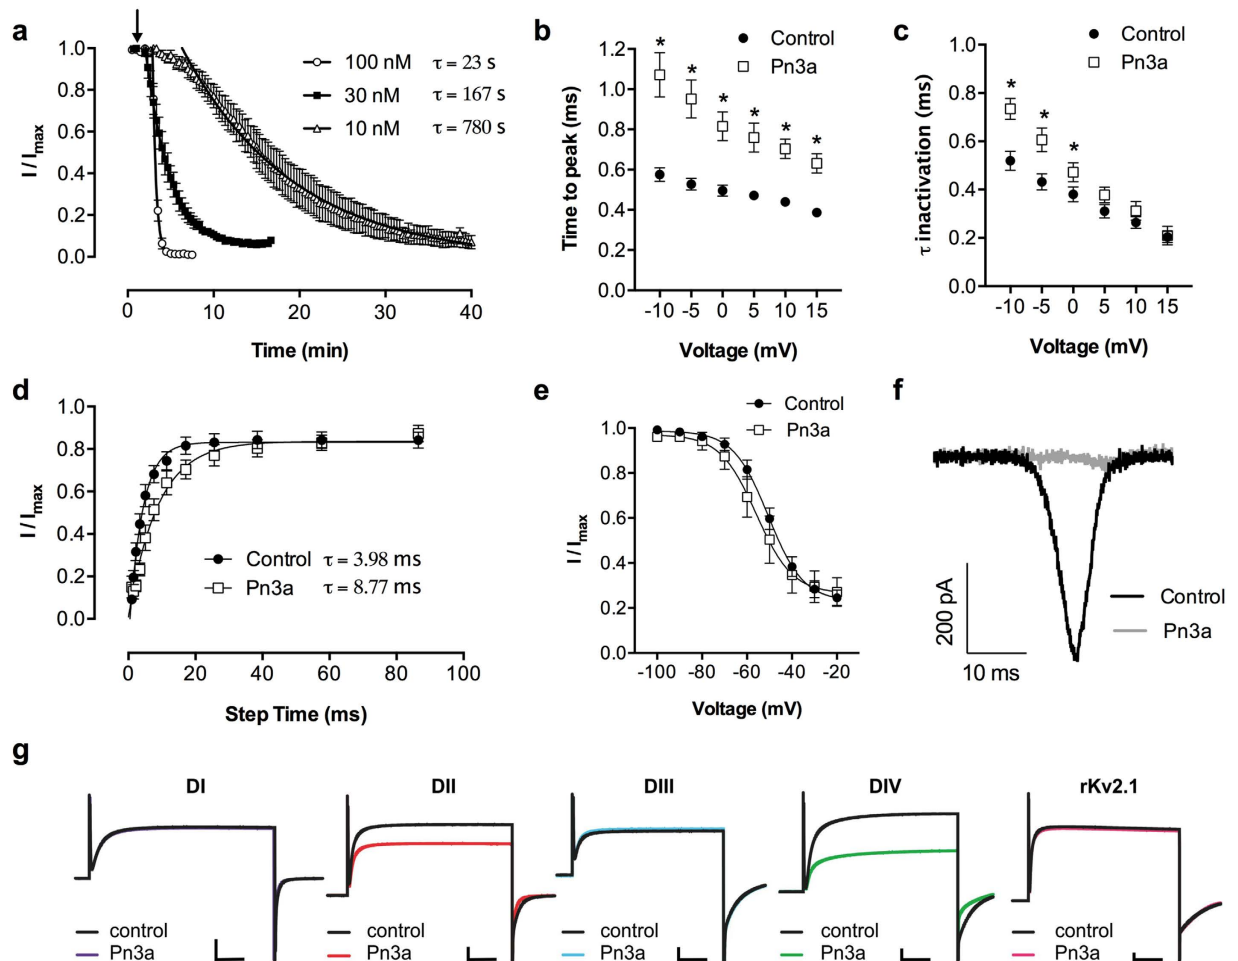 a
1.0
0.8
0.6
0.4
0.2
0.0
I / Imax
100 nM τ = 23 s
30 nM τ = 167 s
10 nM τ = 780 s
0 10 20 30 40
Time (min)
b
1.2
1.0
0.8
0.6
0.4
0.2
0.0
Time to peak (ms)
Control
Pn3a
* * * * * *
-10 -5 0 5 10 15
Voltage (mV)
c
1.0
0.8
0.6
0.4
0.2
0.0
τ inactivation (ms)
Control
Pn3a
* * *
-10 -5 0 5 10 15
Voltage (mV)
d
1.0
0.8
0.6
0.4
0.2
0.0
I / Imax
Control τ = 3.98 ms
Pn3a τ = 8.77 ms
0 20 40 60 80 100
Step Time (ms)
e
1.0
0.8
0.6
0.4
0.2
0.0
I / Imax
Control
Pn3a
-100 -80 -60 -40 -20
Voltage (mV)
f
200 pA
10 ms
Control
Pn3a
g
DI
control
Pn3a
DII
control
Pn3a
DIII
control
Pn3a
DIV
control
Pn3a
rKv2.1
control
Pn3a